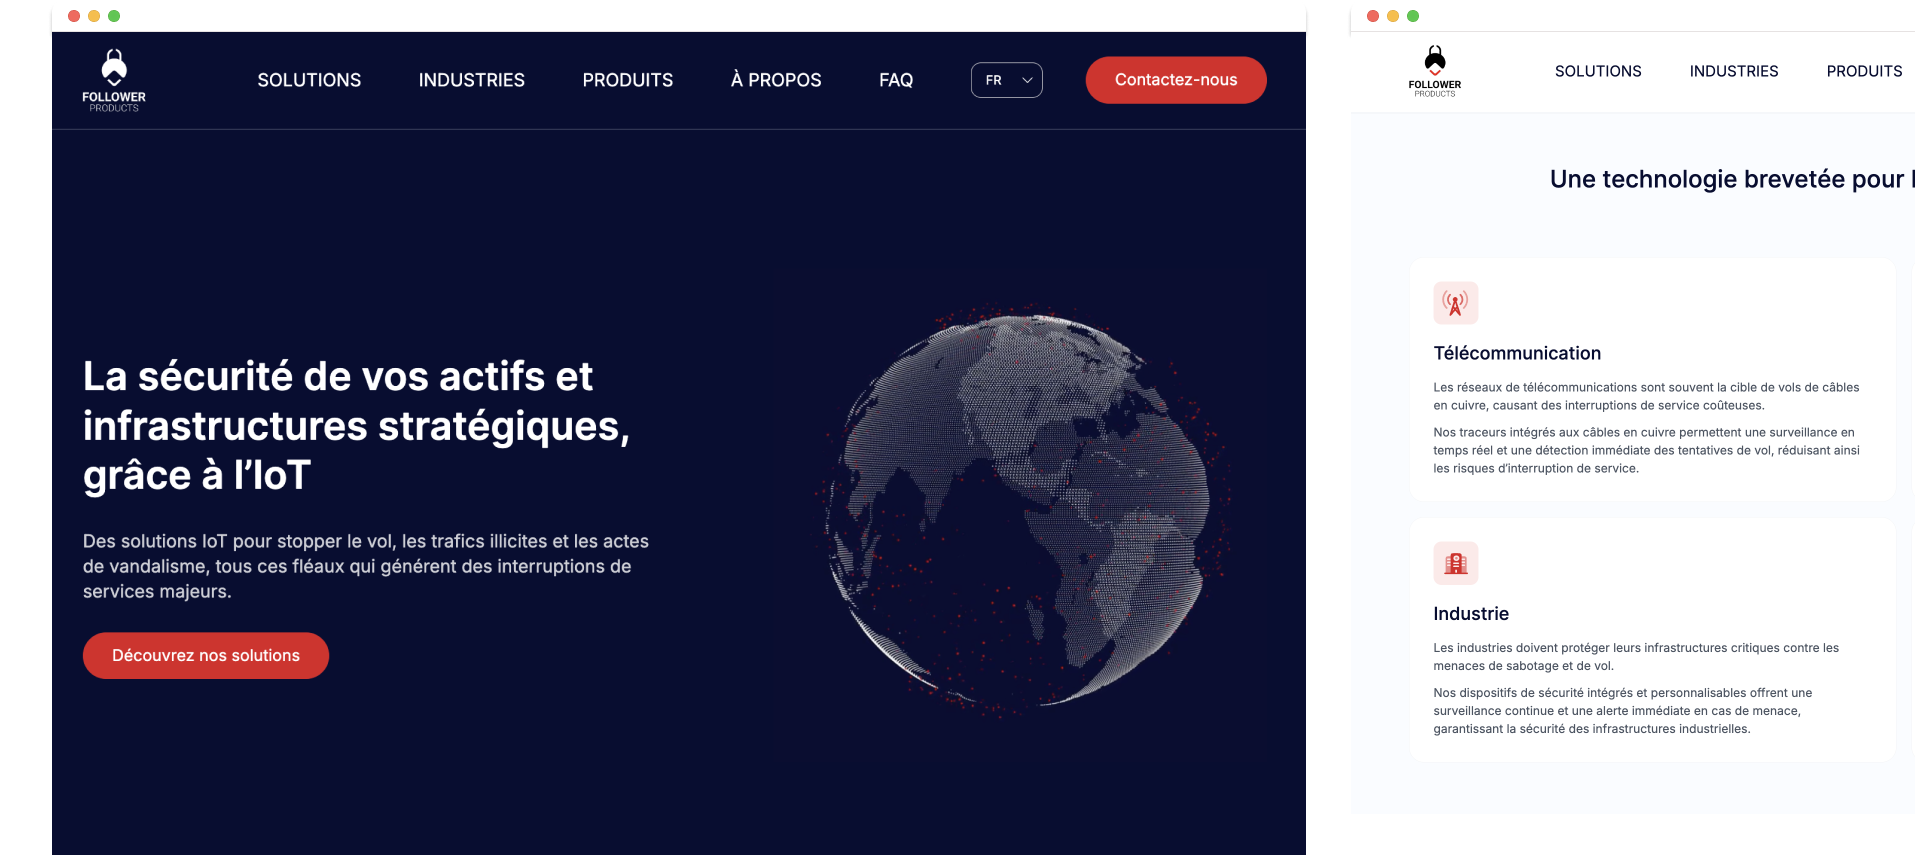 FOLLOWER
PRODUCTS
SOLUTIONS
INDUSTRIES
PRODUITS
À PROPOS
FAQ
FR
Contactez-nous
La sécurité de vos actifs et
infrastructures stratégiques,
grâce à l’IoT
Des solutions IoT pour stopper le vol, les trafics illicites et les actes
de vandalisme, tous ces fléaux qui générent des interruptions de
services majeurs.
Découvrez nos solutions
FOLLOWER
PRODUCTS
SOLUTIONS
INDUSTRIES
PRODUITS
Une technologie brevetée pour
Télécommunication
Les réseaux de télécommunications sont souvent la cible de vols de câbles
en cuivre, causant des interruptions de service coûteuses.
Nos traceurs intégrés aux câbles en cuivre permettent une surveillance en
temps réel et une détection immédiate des tentatives de vol, réduisant ainsi
les risques d’interruption de service.
Industrie
Les industries doivent protéger leurs infrastructures critiques contre les
menaces de sabotage et de vol.
Nos dispositifs de sécurité intégrés et personnalisables offrent une
surveillance continue et une alerte immédiate en cas de menace,
garantissant la sécurité des infrastructures industrielles.